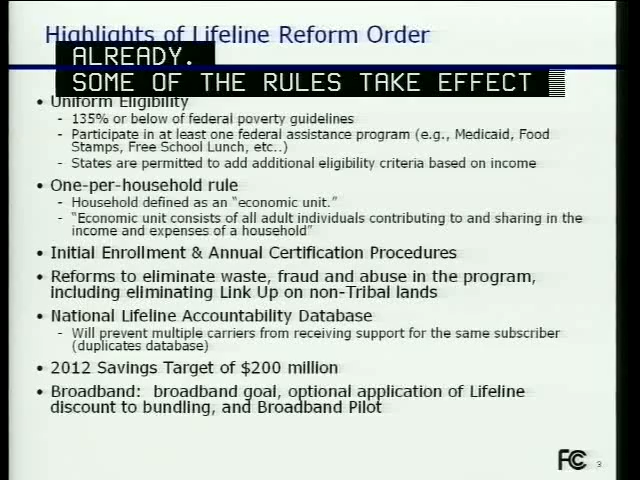 Highlights of Lifeline Reform Order
ALREADY.
SOME OF THE RULES TAKE EFFECT
• Uniform Eligibility
- 135% or below of federal poverty guidelines
- Participate in at least one federal assistance program (e.g., Medicaid, Food
Stamps, Free School Lunch, etc..)
- States are permitted to add additional eligibility criteria based on income
• One-per-household rule
- Household defined as an "economic unit."
- "Economic unit consists of all adult individuals contributing to and sharing in the
income and expenses of a household"
• Initial Enrollment & Annual Certification Procedures
• Reforms to eliminate waste, fraud and abuse in the program,
including eliminating Link Up on non-Tribal lands
• National Lifeline Accountability Database
- Will prevent multiple carriers from receiving support for the same subscriber
(duplicates database)
• 2012 Savings Target of $200 million
• Broadband: broadband goal, optional application of Lifeline
discount to bundling, and Broadband Pilot
FCC 3